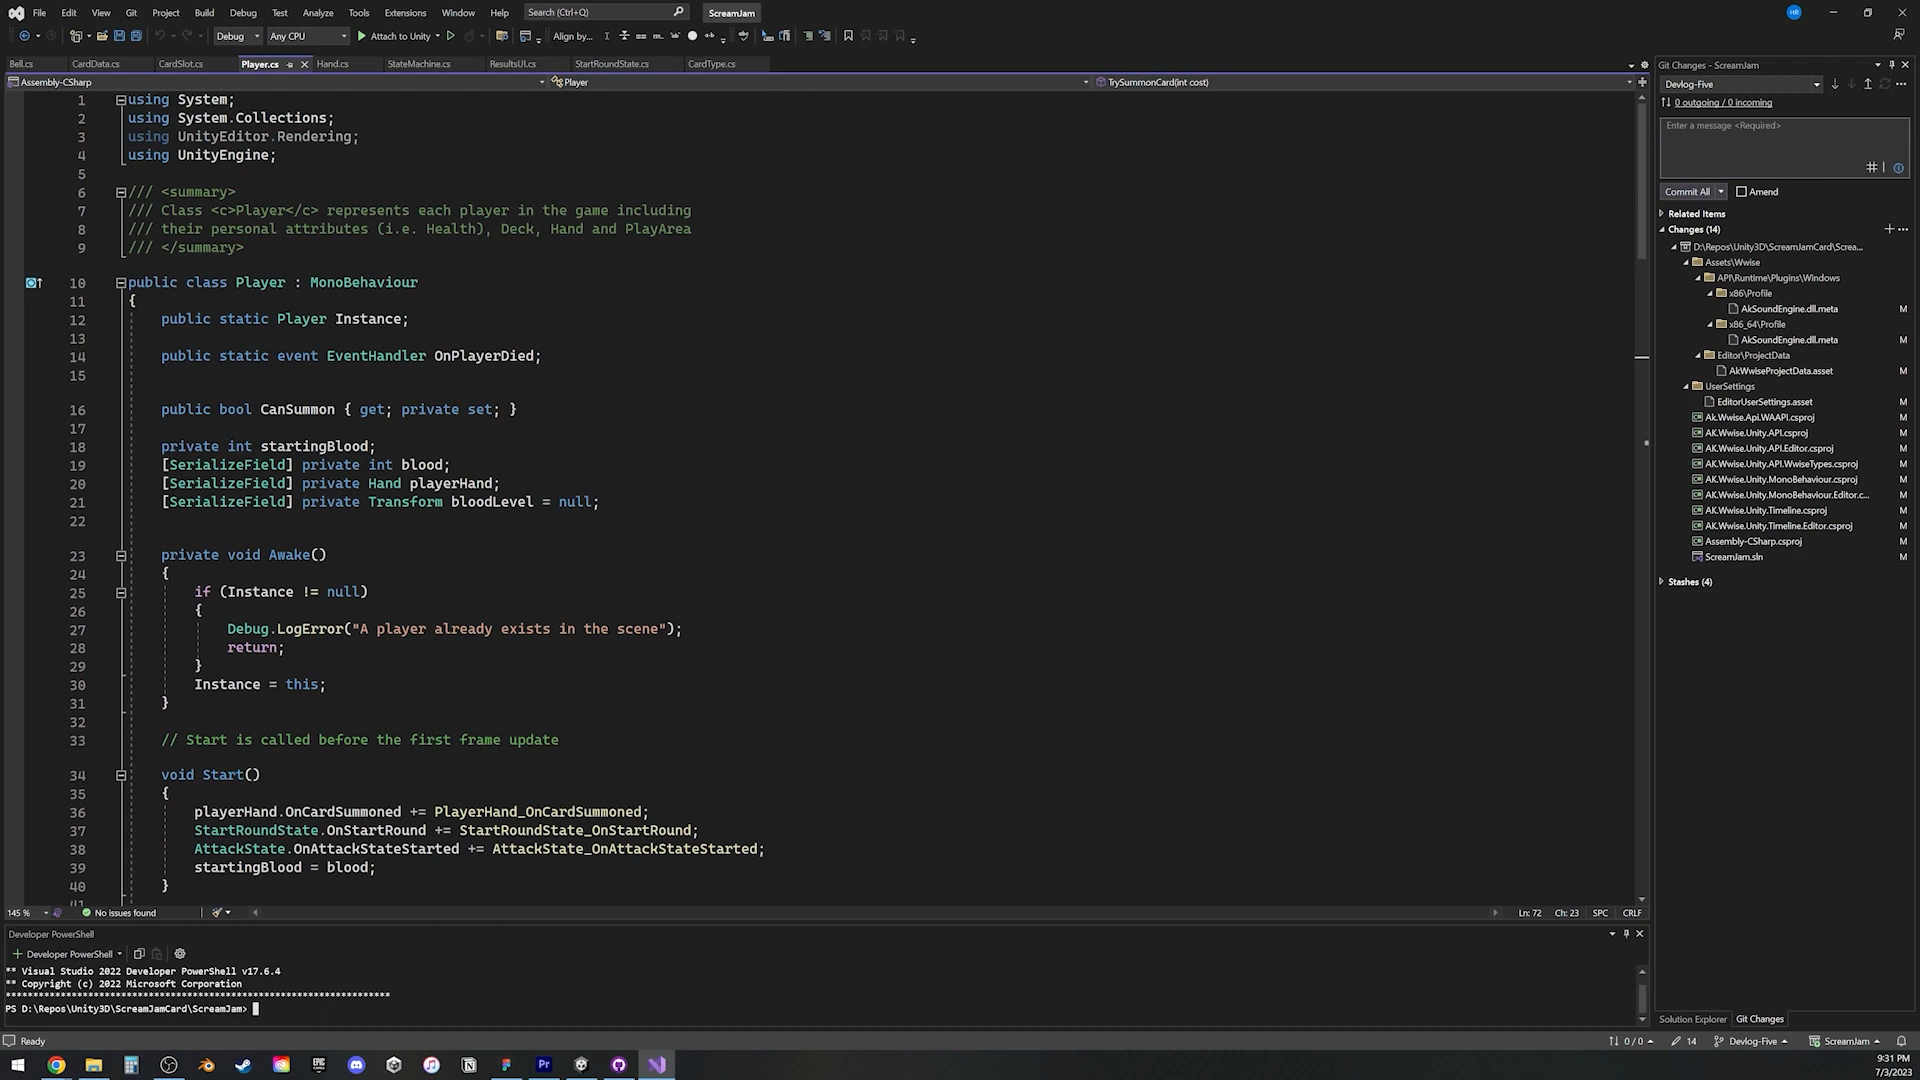 File Edit View Git Project Build Debug Test Analyze Tools Extensions Window Help Search (Ctrl+Q) ScreamJam HR
Debug Any CPU Attach to Unity Align by...
Bell.cs CardData.cs CardSlot.cs Player.cs Hand.cs StateMachine.cs ResultsUI.cs StartRoundState.cs CardType.cs
Assembly-CSharp Player TrySummonCard(int cost)
1 using System;
2 using System.Collections;
3 using UnityEditor.Rendering;
4 using UnityEngine;
5
6 /// <summary>
7 /// Class <c>Player</c> represents each player in the game including
8 /// their personal attributes (i.e. Health), Deck, Hand and PlayArea
9 /// </summary>
10 public class Player : MonoBehaviour
11 {
12 public static Player Instance;
13
14 public static event EventHandler OnPlayerDied;
15
16 public bool CanSummon { get; private set; }
17
18 private int startingBlood;
19 [SerializeField] private int blood;
20 [SerializeField] private Hand playerHand;
21 [SerializeField] private Transform bloodLevel = null;
22
23 private void Awake()
24 {
25 if (Instance != null)
26 {
27 Debug.LogError("A player already exists in the scene");
28 return;
29 }
30 Instance = this;
31 }
32
33 // Start is called before the first frame update
34 void Start()
35 {
36 playerHand.OnCardSummoned += PlayerHand_OnCardSummoned;
37 StartRoundState.OnStartRound += StartRoundState_OnStartRound;
38 AttackState.OnAttackStateStarted += AttackState_OnAttackStateStarted;
39 startingBlood = blood;
40 }
41
145 % No issues found Ln: 72 Ch: 23 SPC CRLF
Developer PowerShell
+ Developer PowerShell
** Visual Studio 2022 Developer PowerShell v17.6.4
** Copyright (c) 2022 Microsoft Corporation
**********************************************************************
PS D:\Repos\Unity3D\ScreamJamCard\ScreamJam>
Git Changes - ScreamJam
Devlog-Five
0 outgoing / 0 incoming
Enter a message <Required>
Commit All Amend
Related Items
Changes (14)
D:\Repos\Unity3D\ScreamJamCard\Screa...
Assets\Wwise
API\Runtime\Plugins\Windows
x86\Profile
AkSoundEngine.dll.meta M
x86_64\Profile
AkSoundEngine.dll.meta M
Editor\ProjectData
AkWwiseProjectData.asset M
UserSettings
EditorUserSettings.asset M
Ak.Wwise.Api.WAAPI.csproj M
AK.Wwise.Unity.API.csproj M
AK.Wwise.Unity.API.Editor.csproj M
AK.Wwise.Unity.API.WwiseTypes.csproj M
AK.Wwise.Unity.MonoBehaviour.csproj M
AK.Wwise.Unity.MonoBehaviour.Editor.c... M
AK.Wwise.Unity.Timeline.csproj M
AK.Wwise.Unity.Timeline.Editor.csproj M
Assembly-CSharp.csproj M
ScreamJam.sln M
Stashes (4)
Solution Explorer Git Changes
Ready 0 / 0 14 Devlog-Five ScreamJam
EPIC GAMES Pr
9:31 PM
7/3/2023